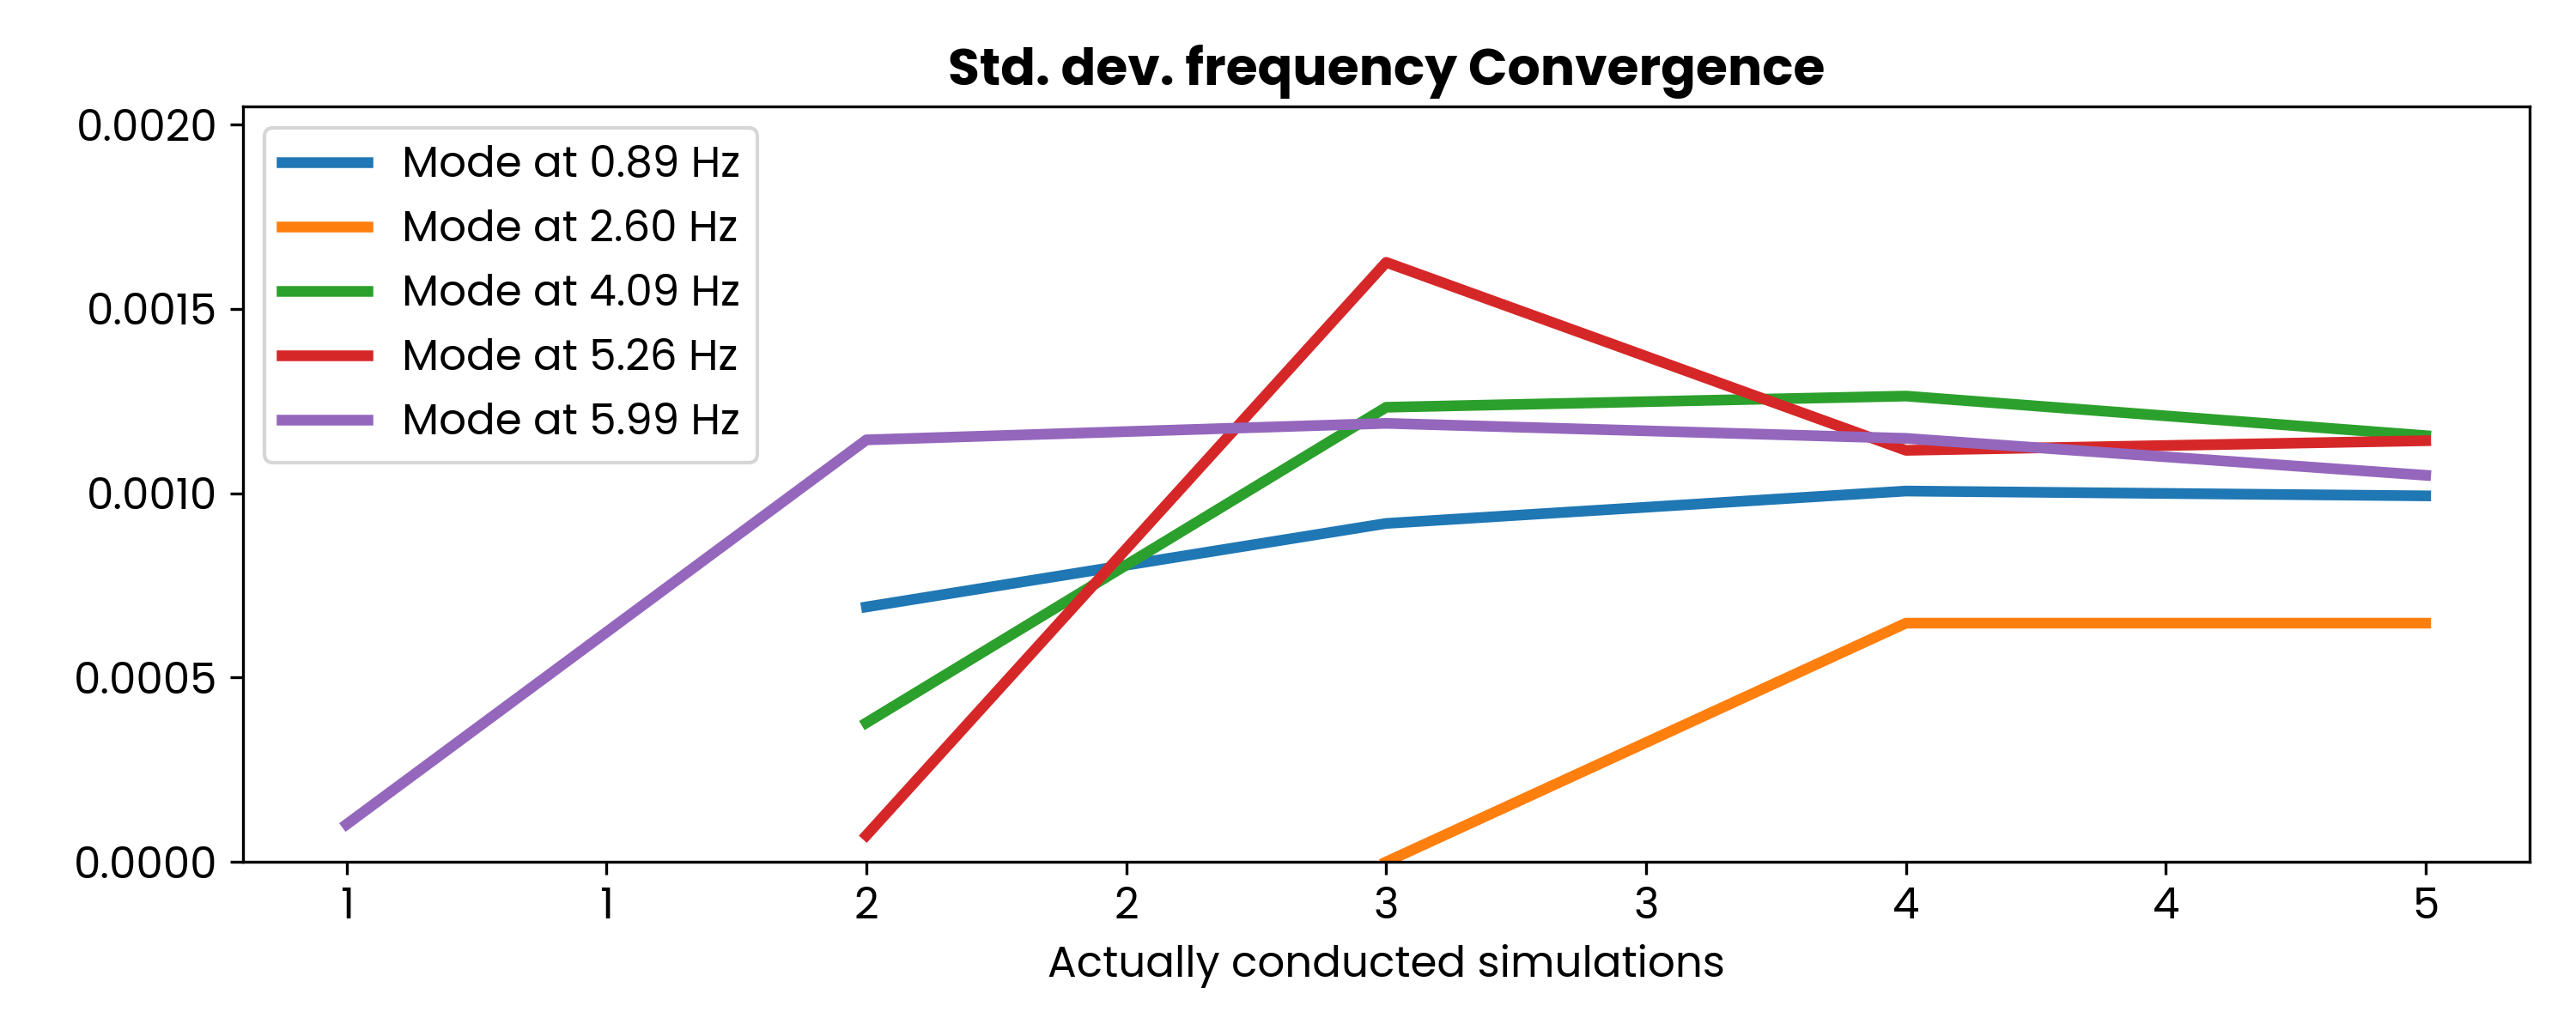 Std. dev. frequency Convergence
0.0020
0.0015
0.0010
0.0005
0.0000
Mode at 0.89 Hz
Mode at 2.60 Hz
Mode at 4.09 Hz
Mode at 5.26 Hz
Mode at 5.99 Hz
1 1 2 2 3 3 4 4 5
Actually conducted simulations